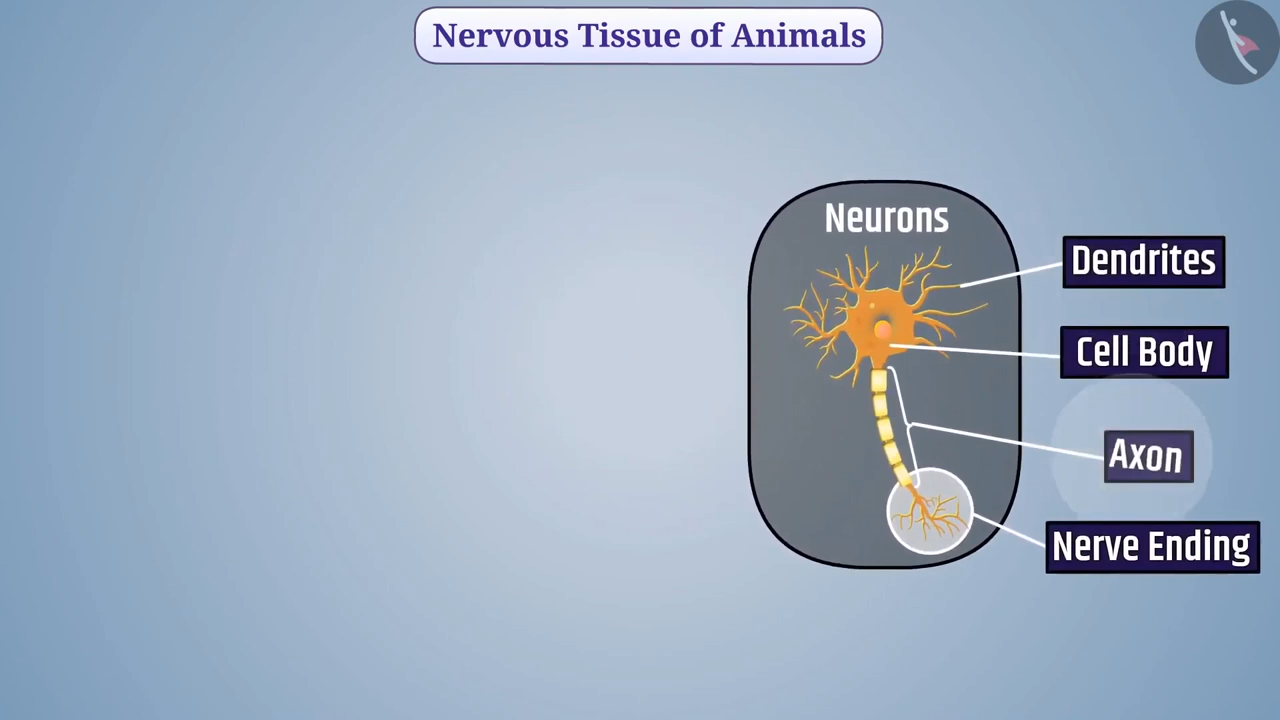 Nervous Tissue of Animals
Neurons
Dendrites
Cell Body
Axon
Nerve Ending